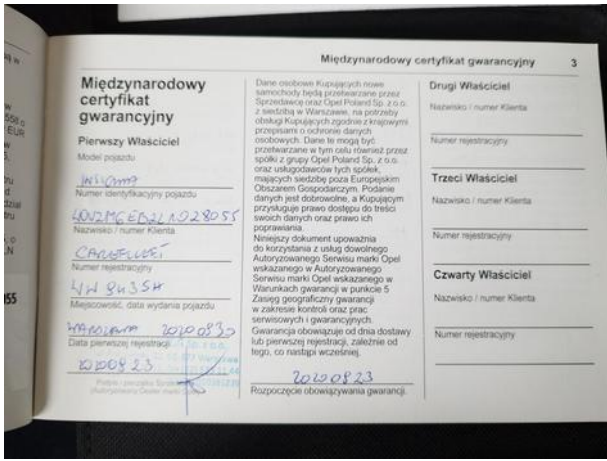 Międzynarodowy certyfikat gwarancyjny 3
Międzynarodowy
certyfikat
gwarancyjny
Pierwszy Właściciel
Model pojazdu
Numer identyfikacyjny pojazdu
Nazwisko / numer Klienta
CAREFLEET
Numer rejestracyjny
WW 8435H
Miejscowość, data wydania pojazdu
WARSZAWA 20200830
Data pierwszej rejestracji
20200823
Dane osobowe Kupujących nowe
samochody będą przetwarzane przez
Sprzedawcę oraz Opel Poland Sp. z o.o.
z siedzibą w Warszawie, na potrzeby
obsługi Kupujących zgodnie z krajowymi
przepisami o ochronie danych
osobowych. Dane te mogą być
przetwarzane w tym celu również przez
spółki z grupy Opel Poland Sp. z o.o.
oraz usługodawców tych spółek,
mających siedzibę poza Europejskim
Obszarem Gospodarczym. Podanie
danych jest dobrowolne, a Kupującym
przysługuje prawo dostępu do treści
swoich danych oraz prawo ich
poprawiania.
Niniejszy dokument upoważnia
do korzystania z usług dowolnego
Autoryzowanego Serwisu marki Opel
wskazanego w Autoryzowanego
Serwisu marki Opel wskazanego w
Warunkach gwarancji w punkcie 5
Zasięg geograficzny gwarancji
w zakresie kontroli oraz prac
serwisowych i gwarancyjnych.
Gwarancja obowiązuje od dnia dostawy
lub pierwszej rejestracji, zależnie od
tego, co nastąpi wcześniej.
20200823
Rozpoczęcie obowiązywania gwarancji.
Drugi Właściciel
Nazwisko / numer Klienta
Numer rejestracyjny
Trzeci Właściciel
Nazwisko / numer Klienta
Numer rejestracyjny
Czwarty Właściciel
Nazwisko / numer Klienta
Numer rejestracyjny